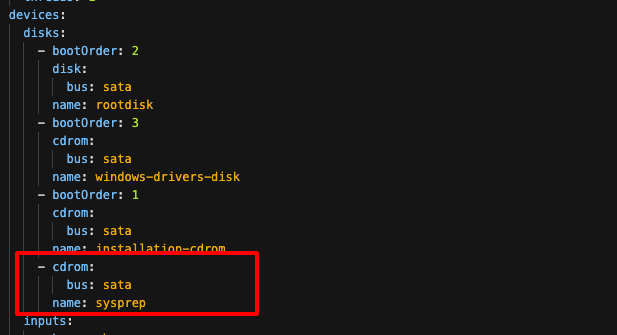 devices:
disks:
- bootOrder: 2
disk:
bus: sata
name: rootdisk
- bootOrder: 3
cdrom:
bus: sata
name: windows-drivers-disk
- bootOrder: 1
cdrom:
bus: sata
name: installation-cdrom
- cdrom:
bus: sata
name: sysprep
inputs: